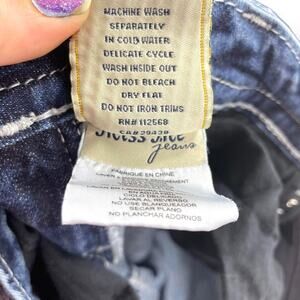 MACHINE WASH
SEPARATELY
IN COLD WATER
DELICATE CYCLE
WASH INSIDE OUT
DO NOT BLEACH
DRY FLAT
DO NOT IRON TRIMS
RN# 112568
jeans
FABRIQUE EN CHINE
LAVAR AL REVERSO
NO USE BLANQUEADOR
SECAR PLANO
NO PLANCHAR ADORNOS